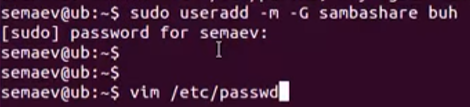 semaev@ub:~$ sudo useradd -m -G sambashare buh
[sudo] password for semaev:
semaev@ub:~$
semaev@ub:~$
semaev@ub:~$ vim /etc/passwd